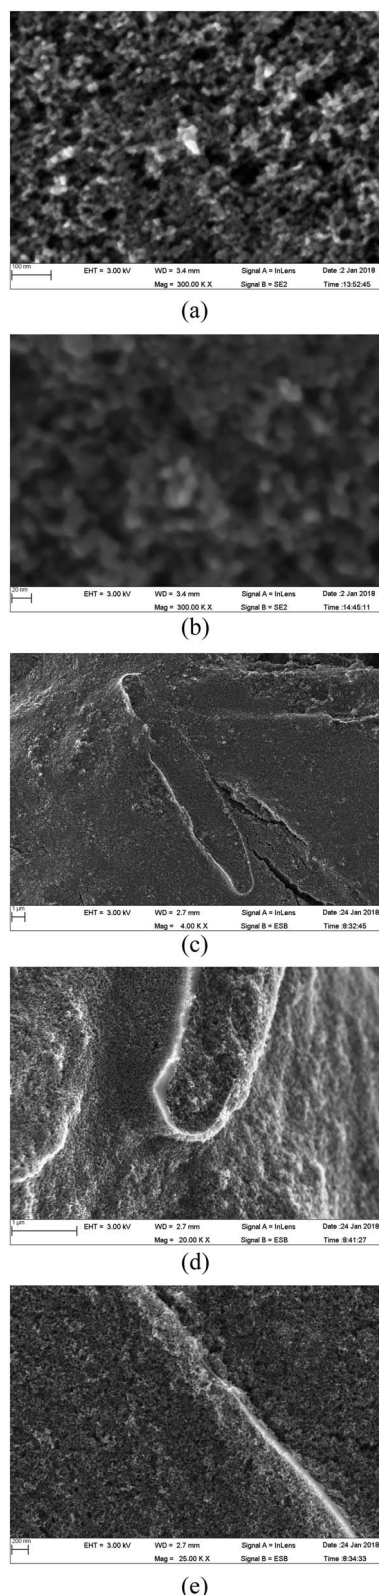 100 nm EHT = 3.00 kV WD = 3.4 mm Signal A = InLens Date :2 Jan 2018
Mag = 300.00 K X Signal B = SE2 Time :13:52:45
(a)
20 nm EHT = 3.00 kV WD = 3.4 mm Signal A = InLens Date :2 Jan 2018
Mag = 300.00 K X Signal B = SE2 Time :14:45:11
(b)
1 µm EHT = 3.00 kV WD = 2.7 mm Signal A = InLens Date :24 Jan 2018
Mag = 4.00 K X Signal B = ESB Time :8:32:45
(c)
1 µm EHT = 3.00 kV WD = 2.7 mm Signal A = InLens Date :24 Jan 2018
Mag = 20.00 K X Signal B = ESB Time :8:41:27
(d)
200 nm EHT = 3.00 kV WD = 2.7 mm Signal A = InLens Date :24 Jan 2018
Mag = 25.00 K X Signal B = ESB Time :8:34:33
(e)